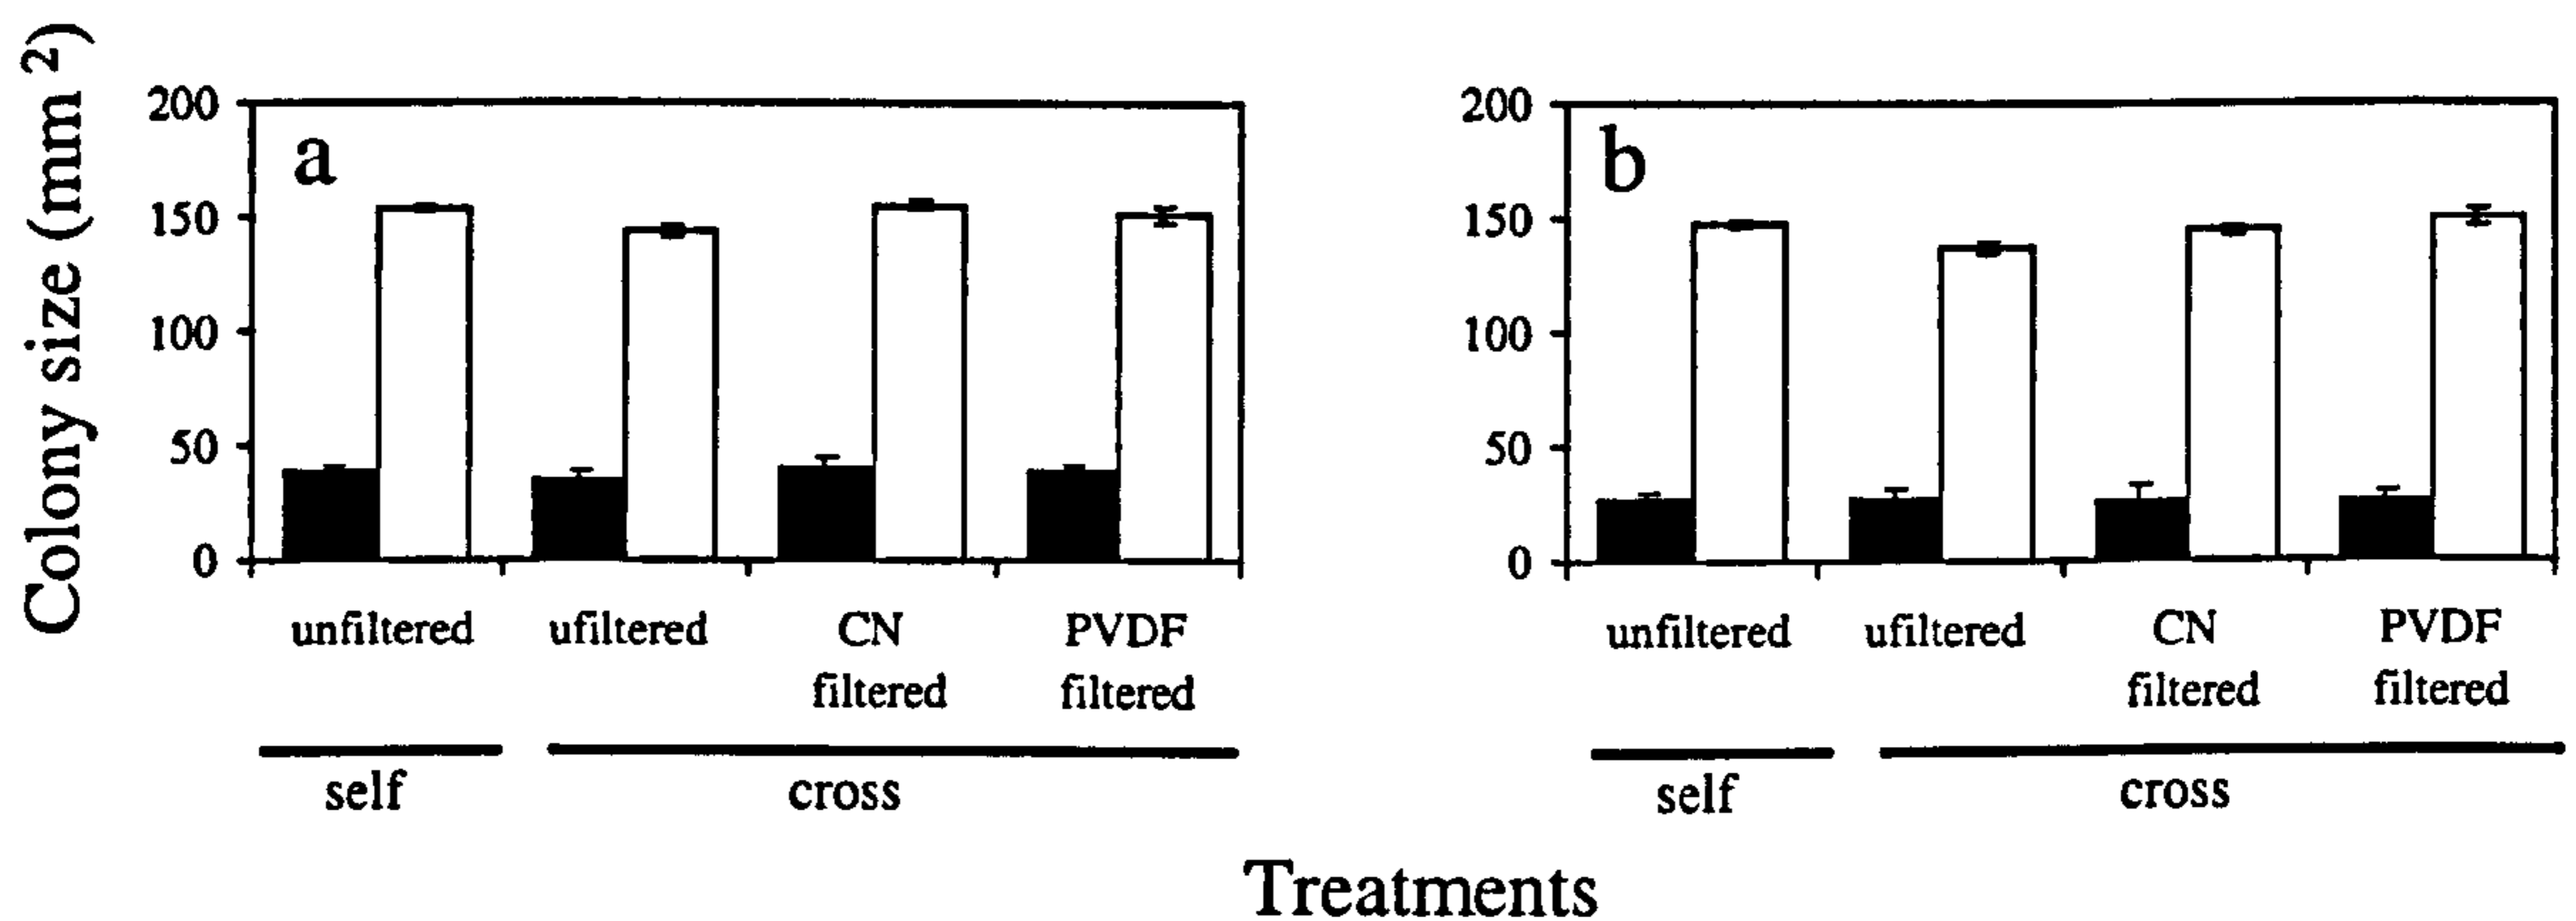 Colony size (mm 2)
a
200
150
100
50
0
unfiltered ufiltered CN filtered PVDF filtered
self cross
b
200
150
100
50
0
unfiltered ufiltered CN filtered PVDF filtered
self cross
Treatments